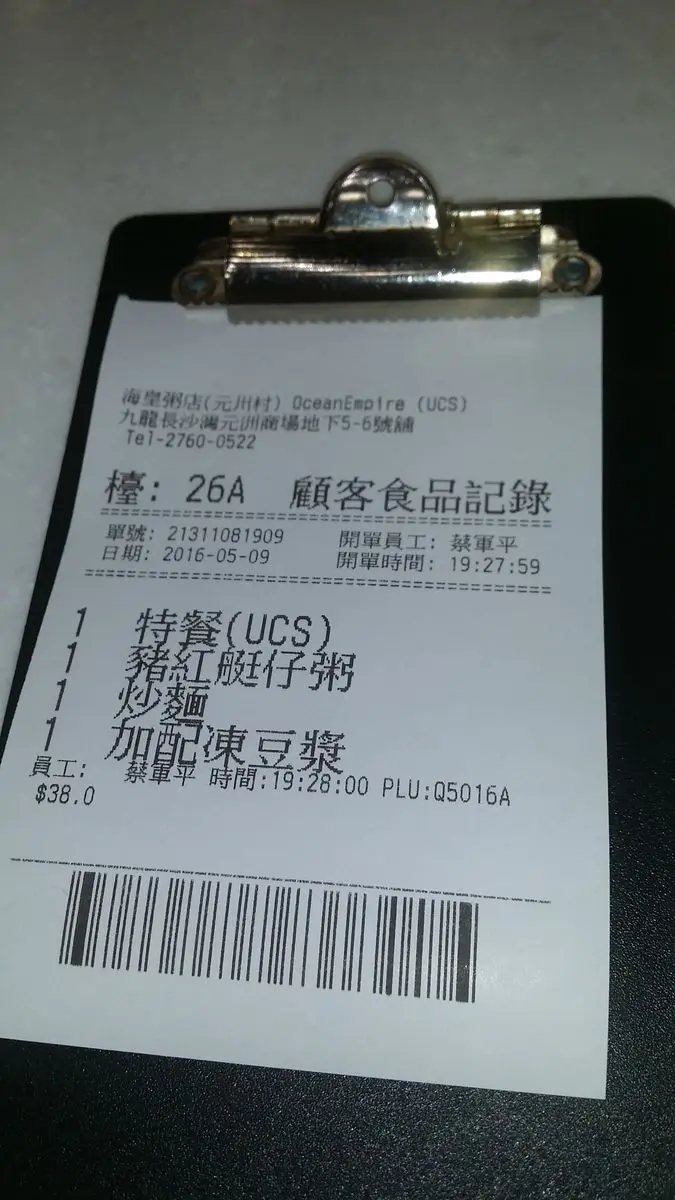 海皇粥店(元州村) OceanEmpire (UCS)
九龍長沙灣元洲商場地下5-6號舖
Tel-2760-0522
檯: 26A 顧客食品記錄
單號: 21311081909 開單員工: 蔡軍平
日期: 2016-05-09 開單時間: 19:27:59
1 特餐(UCS)
1 豬紅艇仔粥
1 炒麵
1 加配凍豆漿
員工: 蔡軍平 時間:19:28:00 PLU:Q5016A
$38.0